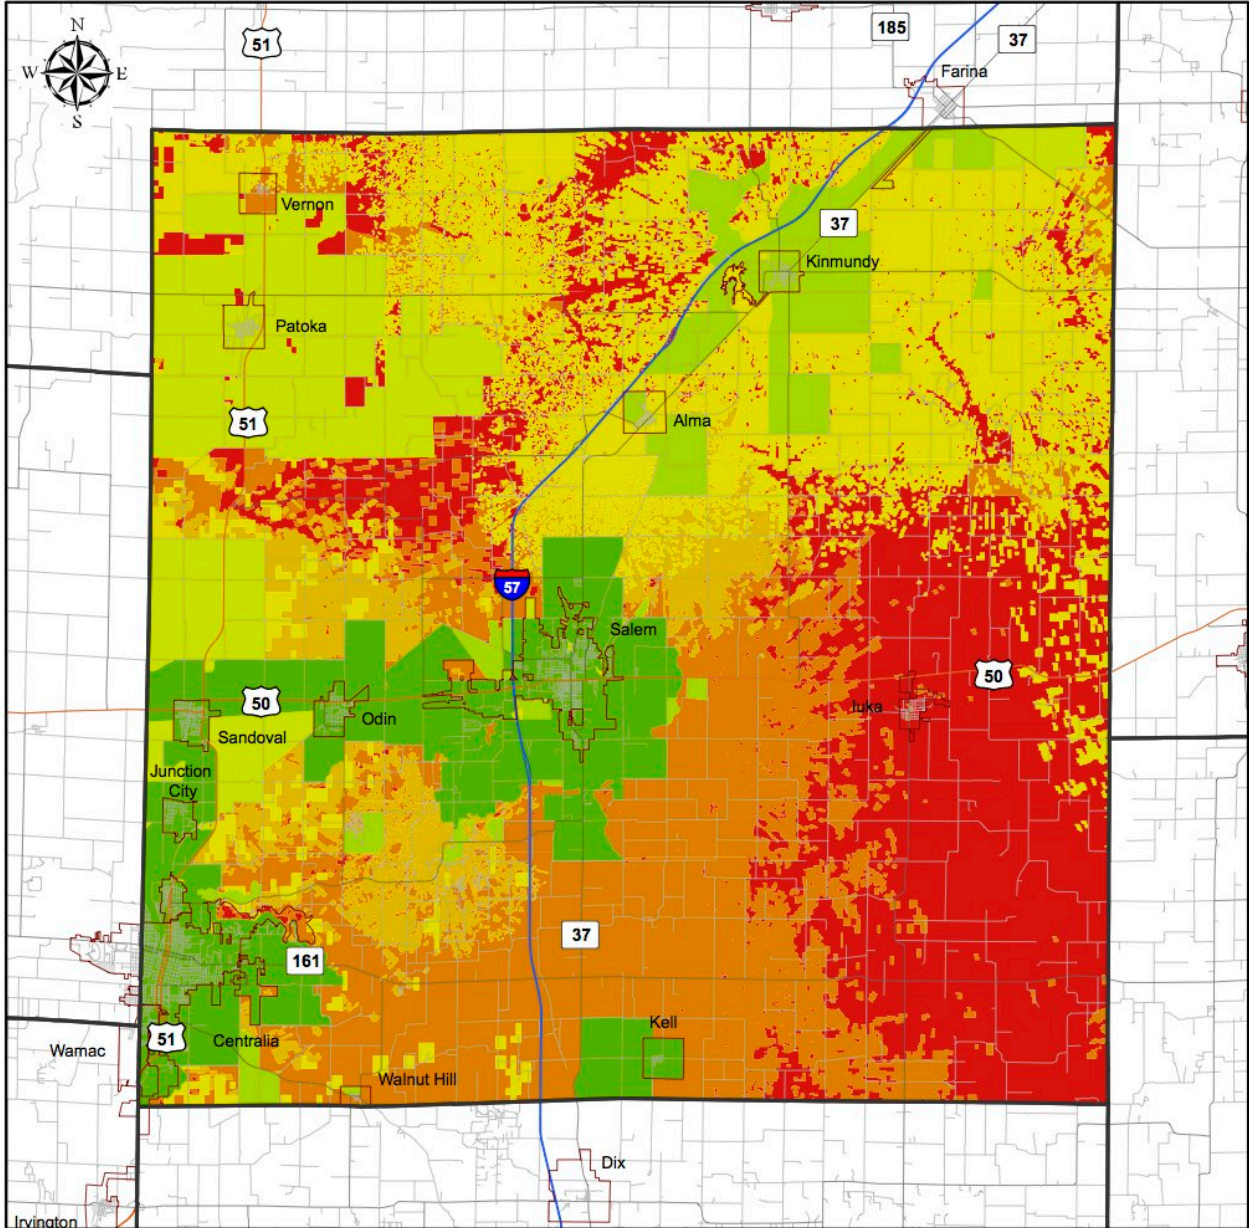 N
W E
S
51
185
37
Farina
Vernon
37
Kinmundy
Patoka
51
Alma
57
Salem
50
50
Iuka
Odin
Sandoval
Junction
City
37
161
Kell
51
Centralia
Wamac
Walnut Hill
Dix
Irvington